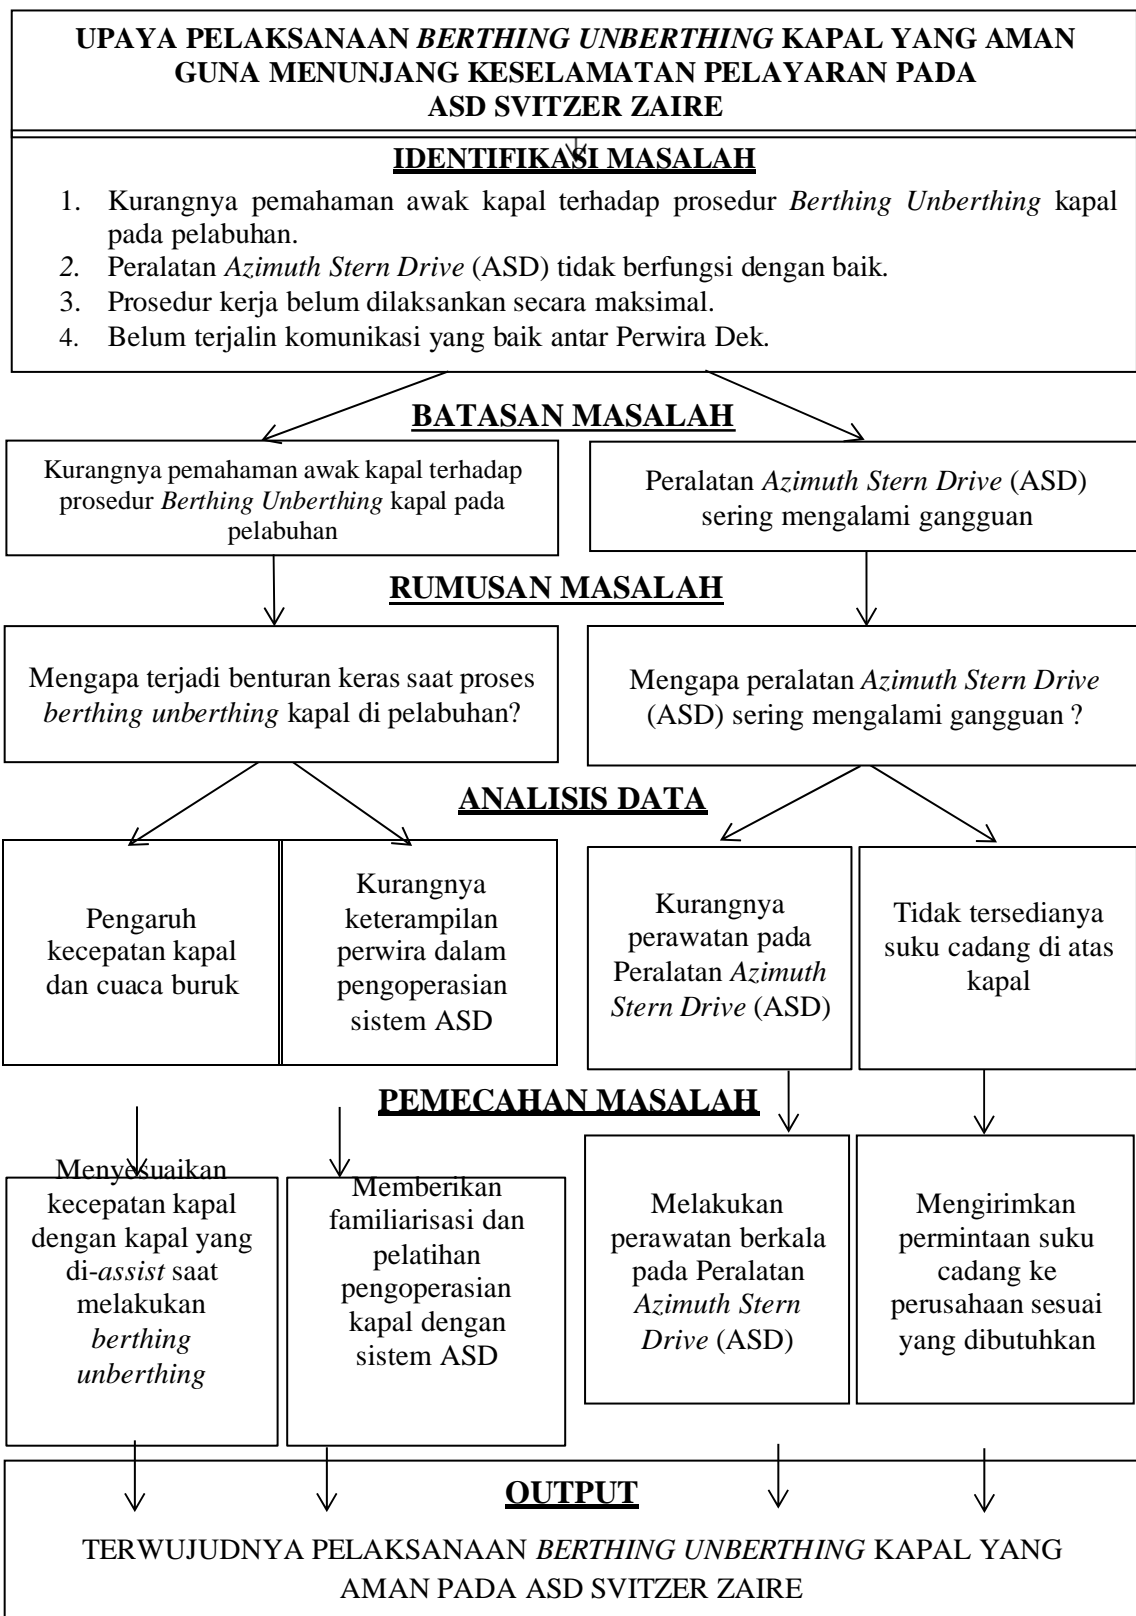 UPAYA PELAKSANAAN BERTHING UNBERTHING KAPAL YANG AMAN
GUNA MENUNJANG KESELAMATAN PELAYARAN PADA
ASD SVITZER ZAIRE
IDENTIFIKASI MASALAH
1. Kurangnya pemahaman awak kapal terhadap prosedur Berthing Unberthing kapal
pada pelabuhan.
2. Peralatan Azimuth Stern Drive (ASD) tidak berfungsi dengan baik.
3. Prosedur kerja belum dilaksankan secara maksimal.
4. Belum terjalin komunikasi yang baik antar Perwira Dek.
BATASAN MASALAH
Kurangnya pemahaman awak kapal terhadap
prosedur Berthing Unberthing kapal pada
pelabuhan
Peralatan Azimuth Stern Drive (ASD)
sering mengalami gangguan
RUMUSAN MASALAH
Mengapa terjadi benturan keras saat proses
berthing unberthing kapal di pelabuhan?
Mengapa peralatan Azimuth Stern Drive
(ASD) sering mengalami gangguan ?
ANALISIS DATA
Pengaruh
kecepatan kapal
dan cuaca buruk
Kurangnya
keterampilan
perwira dalam
pengoperasian
sistem ASD
Kurangnya
perawatan pada
Peralatan Azimuth
Stern Drive (ASD)
Tidak tersedianya
suku cadang di atas
kapal
PEMECAHAN MASALAH
Menyesuaikan
kecepatan kapal
dengan kapal yang
di-assist saat
melakukan
berthing
unberthing
Memberikan
familiarisasi dan
pelatihan
pengoperasian
kapal dengan
sistem ASD
Melakukan
perawatan berkala
pada Peralatan
Azimuth Stern
Drive (ASD)
Mengirimkan
permintaan suku
cadang ke
perusahaan sesuai
yang dibutuhkan
OUTPUT
TERWUJUDNYA PELAKSANAAN BERTHING UNBERTHING KAPAL YANG
AMAN PADA ASD SVITZER ZAIRE